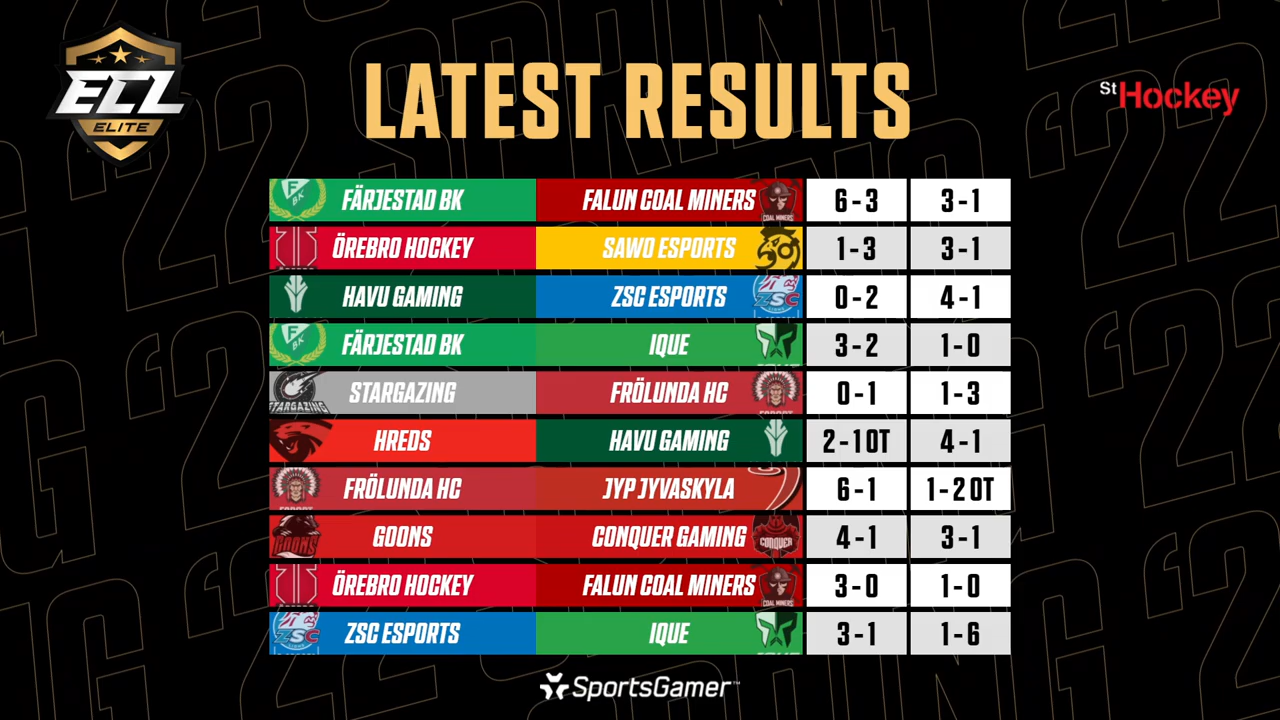 ECL
ELITE
LATEST RESULTS
St Hockey
FÄRJESTAD BK FALUN COAL MINERS 6 - 3 3 - 1
ÖREBRO HOCKEY SAWO ESPORTS 1 - 3 3 - 1
HAVU GAMING ZSC ESPORTS 0 - 2 4 - 1
FÄRJESTAD BK IQUE 3 - 2 1 - 0
STARGAZING FRÖLUNDA HC 0 - 1 1 - 3
HREDS HAVU GAMING 2 - 1 OT 4 - 1
FRÖLUNDA HC JYP JYVASKYLA 6 - 1 1 - 2 OT
GOONS CONQUER GAMING 4 - 1 3 - 1
ÖREBRO HOCKEY FALUN COAL MINERS 3 - 0 1 - 0
ZSC ESPORTS IQUE 3 - 1 1 - 6
SportsGamer™